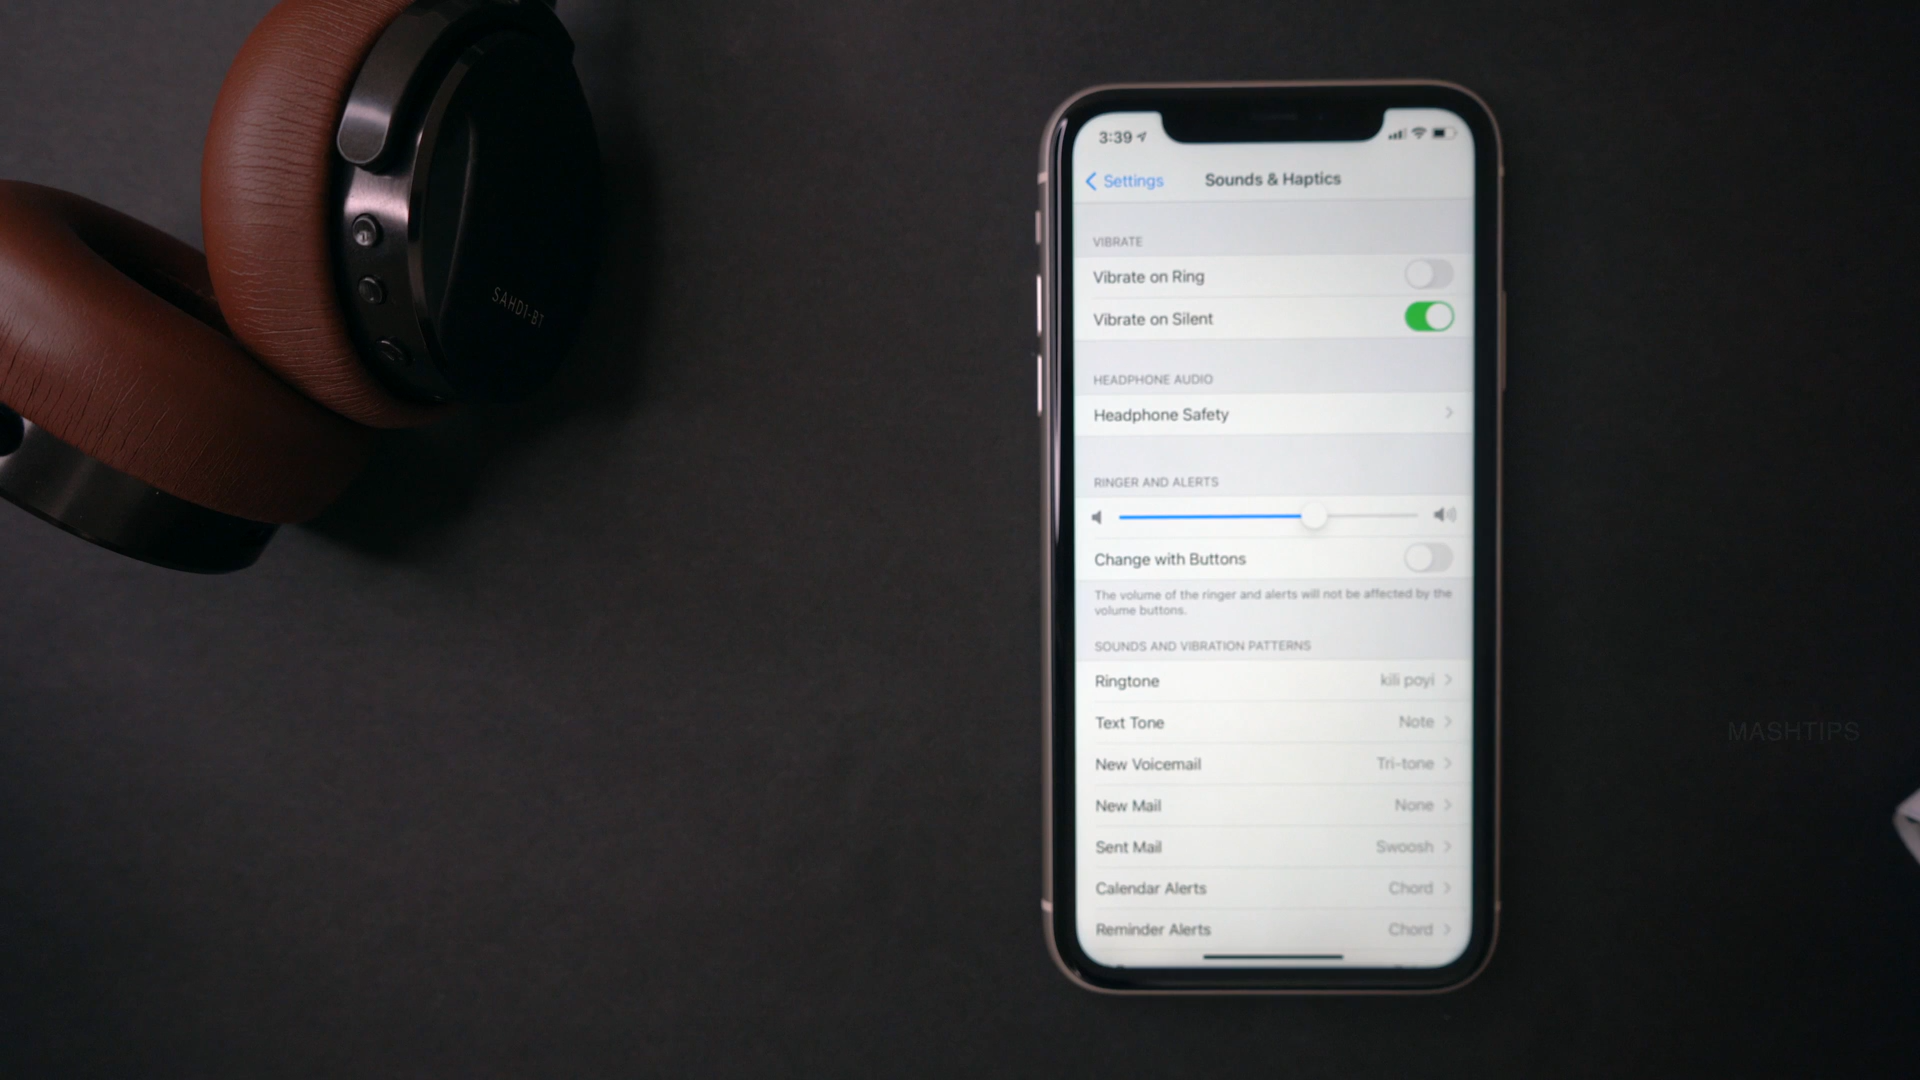 SAHD1-BT
3:39
Settings
Sounds & Haptics
VIBRATE
Vibrate on Ring
Vibrate on Silent
HEADPHONE AUDIO
Headphone Safety
RINGER AND ALERTS
Change with Buttons
The volume of the ringer and alerts will not be affected by the
volume buttons.
SOUNDS AND VIBRATION PATTERNS
Ringtone kili poyi
Text Tone Note
New Voicemail Tri-tone
New Mail None
Sent Mail Swoosh
Calendar Alerts Chord
Reminder Alerts Chord
MASHTIPS